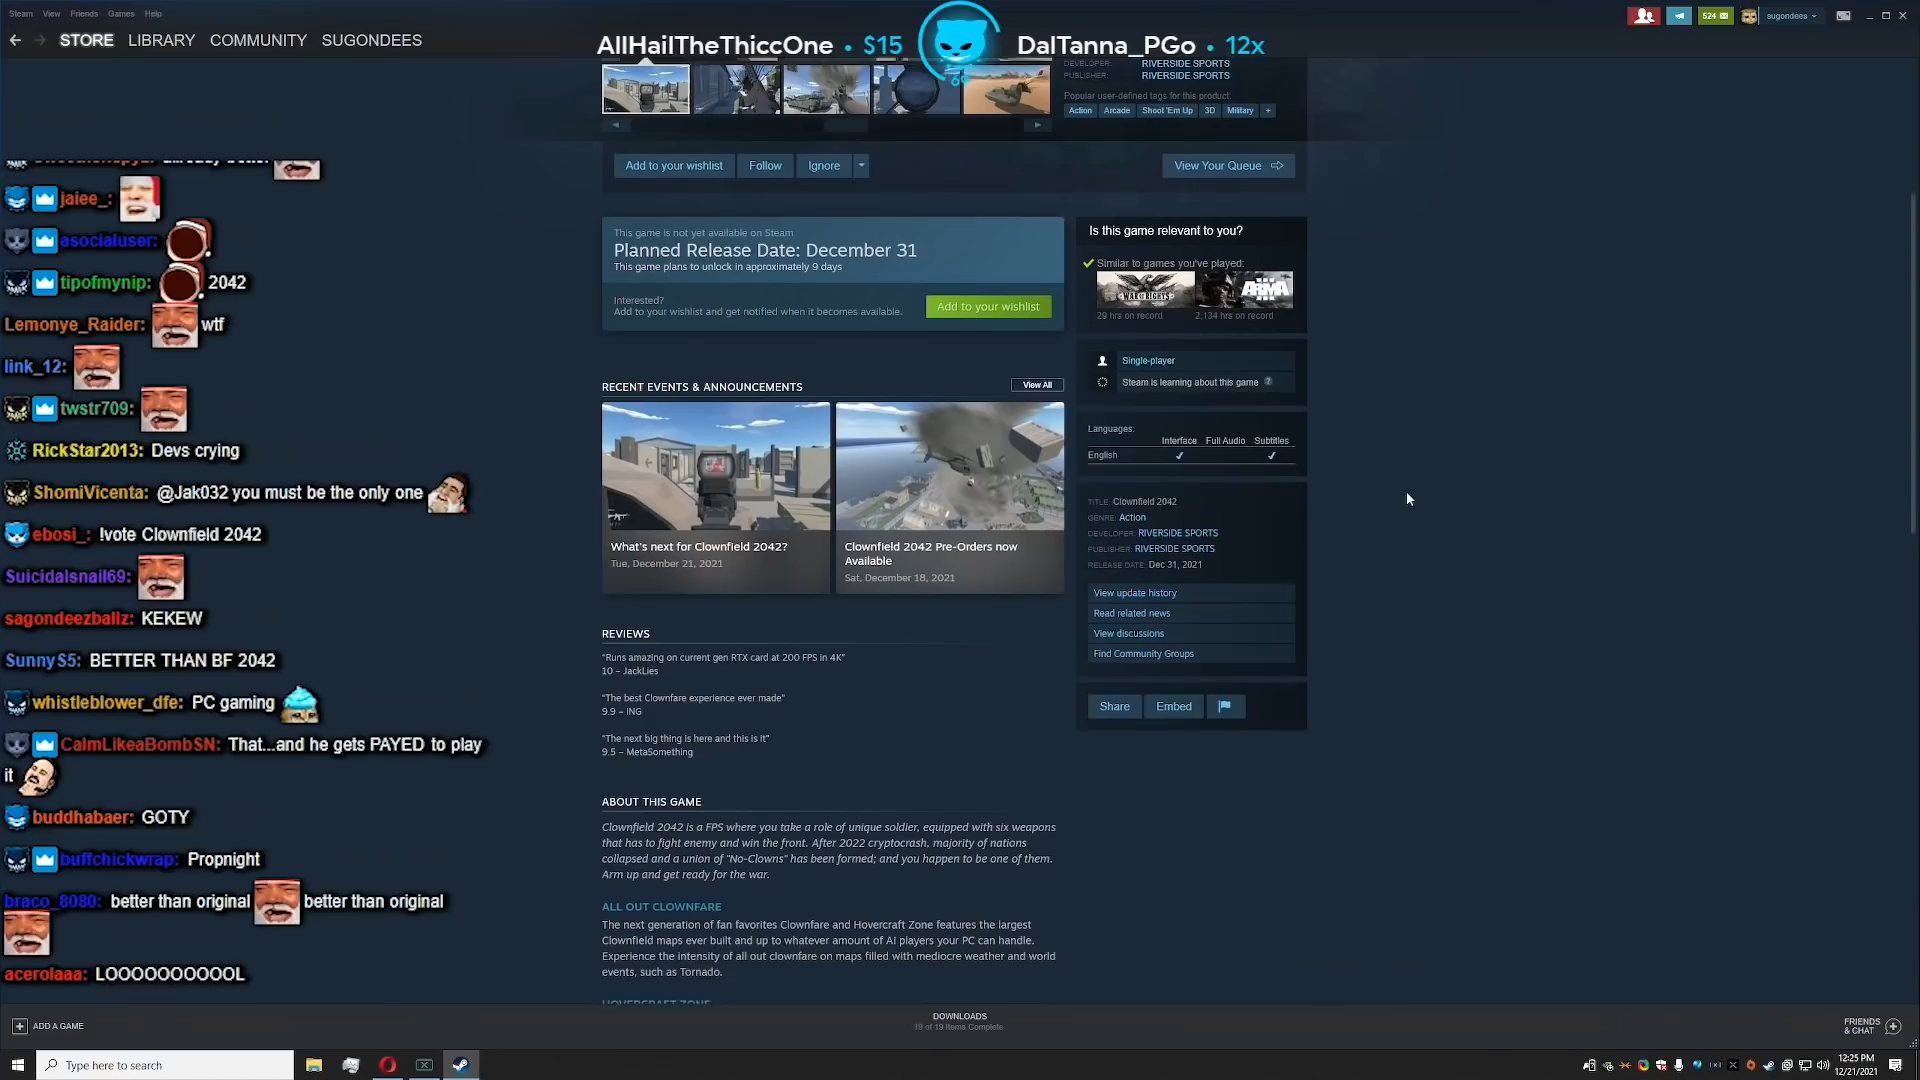 Steam View Friends Games Help
524
sugondees
STORE LIBRARY COMMUNITY SUGONDEES
AllHailTheThiccOne • $15
DalTanna_PGo • 12x
DEVELOPER: RIVERSIDE SPORTS
PUBLISHER: RIVERSIDE SPORTS
Popular user-defined tags for this product:
Action Arcade Shoot 'Em Up 3D Military +
Add to your wishlist Follow Ignore
View Your Queue
This game is not yet available on Steam
Planned Release Date: December 31
This game plans to unlock in approximately 9 days
Interested?
Add to your wishlist and get notified when it becomes available.
Add to your wishlist
Is this game relevant to you?
Similar to games you've played:
WAR OF RIGHTS
ARMA III
29 hrs on record 2,134 hrs on record
Single-player
Steam is learning about this game ?
Languages:
Interface Full Audio Subtitles
English ✔ ✔
TITLE: Clownfield 2042
GENRE: Action
DEVELOPER: RIVERSIDE SPORTS
PUBLISHER: RIVERSIDE SPORTS
RELEASE DATE: Dec 31, 2021
View update history
Read related news
View discussions
Find Community Groups
Share Embed
RECENT EVENTS & ANNOUNCEMENTS
View All
What's next for Clownfield 2042?
Tue, December 21, 2021
Clownfield 2042 Pre-Orders now
Available
Sat, December 18, 2021
REVIEWS
"Runs amazing on current gen RTX card at 200 FPS in 4K"
10 – JackLies
"The best Clownfare experience ever made"
9.9 – ING
"The next big thing is here and this is it"
9.5 – MetaSomething
ABOUT THIS GAME
Clownfield 2042 is a FPS where you take a role of unique soldier, equipped with six weapons
that has to fight enemy and win the front. After 2022 cryptocrash, majority of nations
collapsed and a union of "No-Clowns" has been formed; and you happen to be one of them.
Arm up and get ready for the war.
ALL OUT CLOWNFARE
The next generation of fan favorites Clownfare and Hovercraft Zone features the largest
Clownfield maps ever built and up to whatever amount of AI players your PC can handle.
Experience the intensity of all out clownfare on maps filled with mediocre weather and world
events, such as Tornado.
HOVERCRAFT ZONE
jaiee_:
asocialuser:
tipofmynip: 2042
Lemonye_Raider: wtf
link_12:
twstr709:
RickStar2013: Devs crying
ShomiVicenta: @Jak032 you must be the only one
ebosi_: !vote Clownfield 2042
Suicidalsnail69:
sagondeezballz: KEKEW
SunnyS5: BETTER THAN BF 2042
whistleblower_dfe: PC gaming
CalmLikeaBombSN: That...and he gets PAYED to play
it
buddhabaer: GOTY
buffchickwrap: Propnight
braco_8080: better than original better than original
acerolaaa: LOOOOOOOOOOL
ADD A GAME
DOWNLOADS
19 of 19 Items Complete
FRIENDS
& CHAT
Type here to search
12:25 PM
12/21/2021